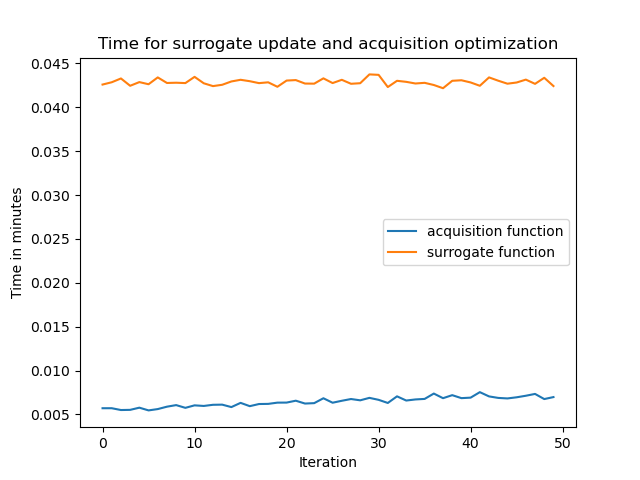 Time for surrogate update and acquisition optimization
0.045
0.040
0.035
0.030
0.025
0.020
0.015
0.010
0.005
Time in minutes
acquisition function
surrogate function
0 10 20 30 40 50
Iteration